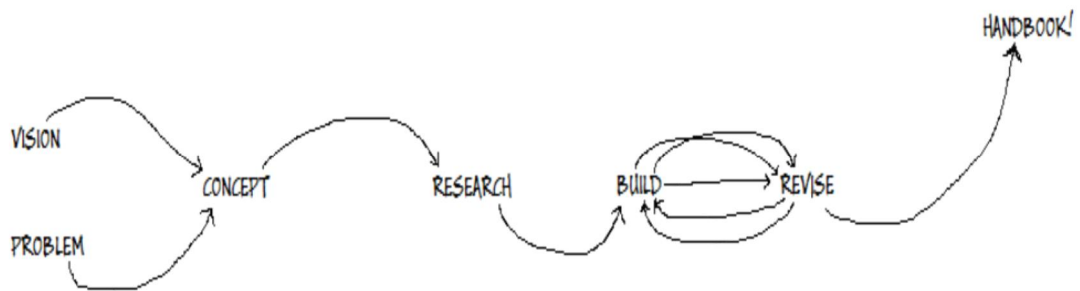 HANDBOOK!
VISION
CONCEPT
RESEARCH
BUILD
REVISE
PROBLEM